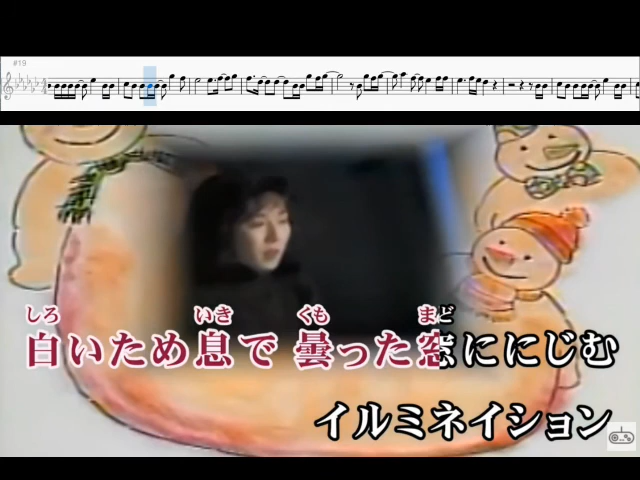 #19
しろ いき くも まど
白いため息で 曇った窓ににじむ
イルミネイション